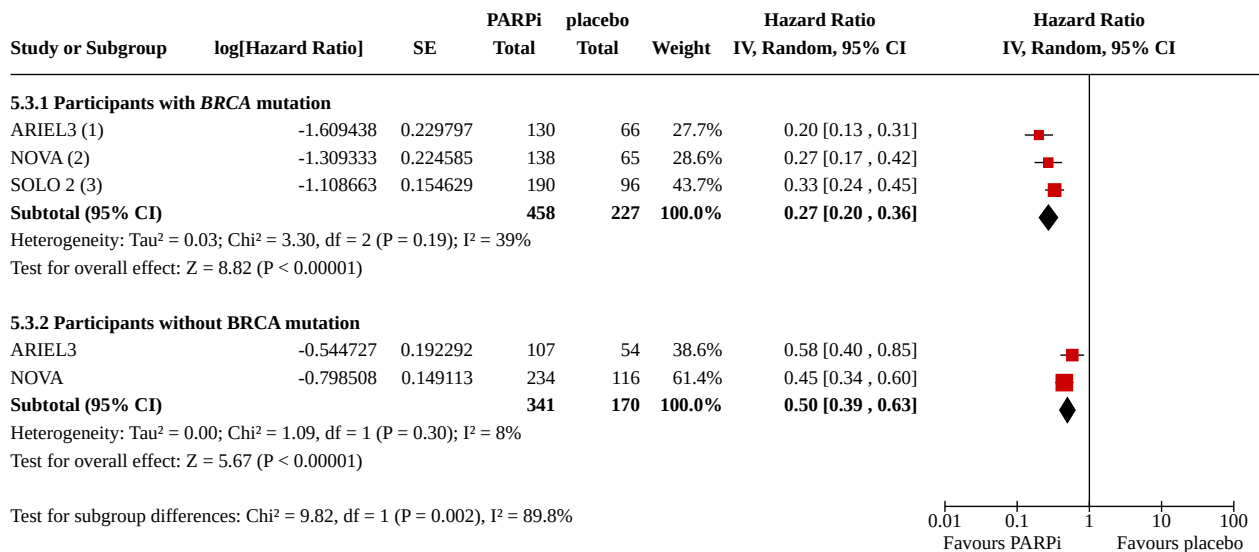 PARPi placebo Hazard Ratio Hazard Ratio
Study or Subgroup log[Hazard Ratio] SE Total Total Weight IV, Random, 95% CI IV, Random, 95% CI
5.3.1 Participants with BRCA mutation
ARIEL3 (1) -1.609438 0.229797 130 66 27.7% 0.20 [0.13 , 0.31]
NOVA (2) -1.309333 0.224585 138 65 28.6% 0.27 [0.17 , 0.42]
SOLO 2 (3) -1.108663 0.154629 190 96 43.7% 0.33 [0.24 , 0.45]
Subtotal (95% CI) 458 227 100.0% 0.27 [0.20 , 0.36]
Heterogeneity: Tau² = 0.03; Chi² = 3.30, df = 2 (P = 0.19); I² = 39%
Test for overall effect: Z = 8.82 (P < 0.00001)
5.3.2 Participants without BRCA mutation
ARIEL3 -0.544727 0.192292 107 54 38.6% 0.58 [0.40 , 0.85]
NOVA -0.798508 0.149113 234 116 61.4% 0.45 [0.34 , 0.60]
Subtotal (95% CI) 341 170 100.0% 0.50 [0.39 , 0.63]
Heterogeneity: Tau² = 0.00; Chi² = 1.09, df = 1 (P = 0.30); I² = 8%
Test for overall effect: Z = 5.67 (P < 0.00001)
Test for subgroup differences: Chi² = 9.82, df = 1 (P = 0.002), I² = 89.8%
0.01 0.1 1 10 100
Favours PARPi Favours placebo